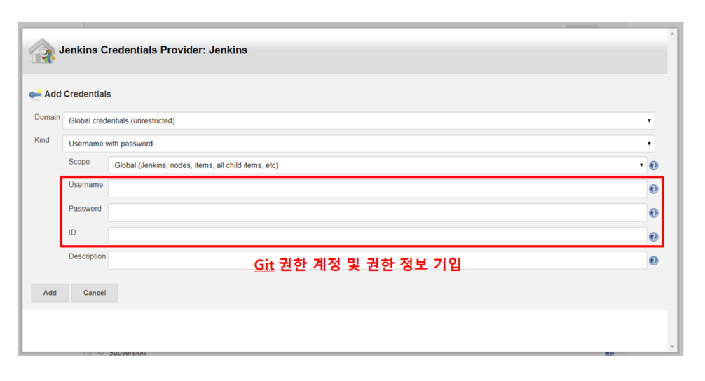 Jenkins Credentials Provider: Jenkins
Add Credentials
Domain
Global credentials (unrestricted)
Kind
Username with password
Scope
Global (Jenkins, nodes, items, all child items, etc)
Username
Password
ID
Description
Git 권한 계정 및 권한 정보 기입
Add
Cancel
Subversion